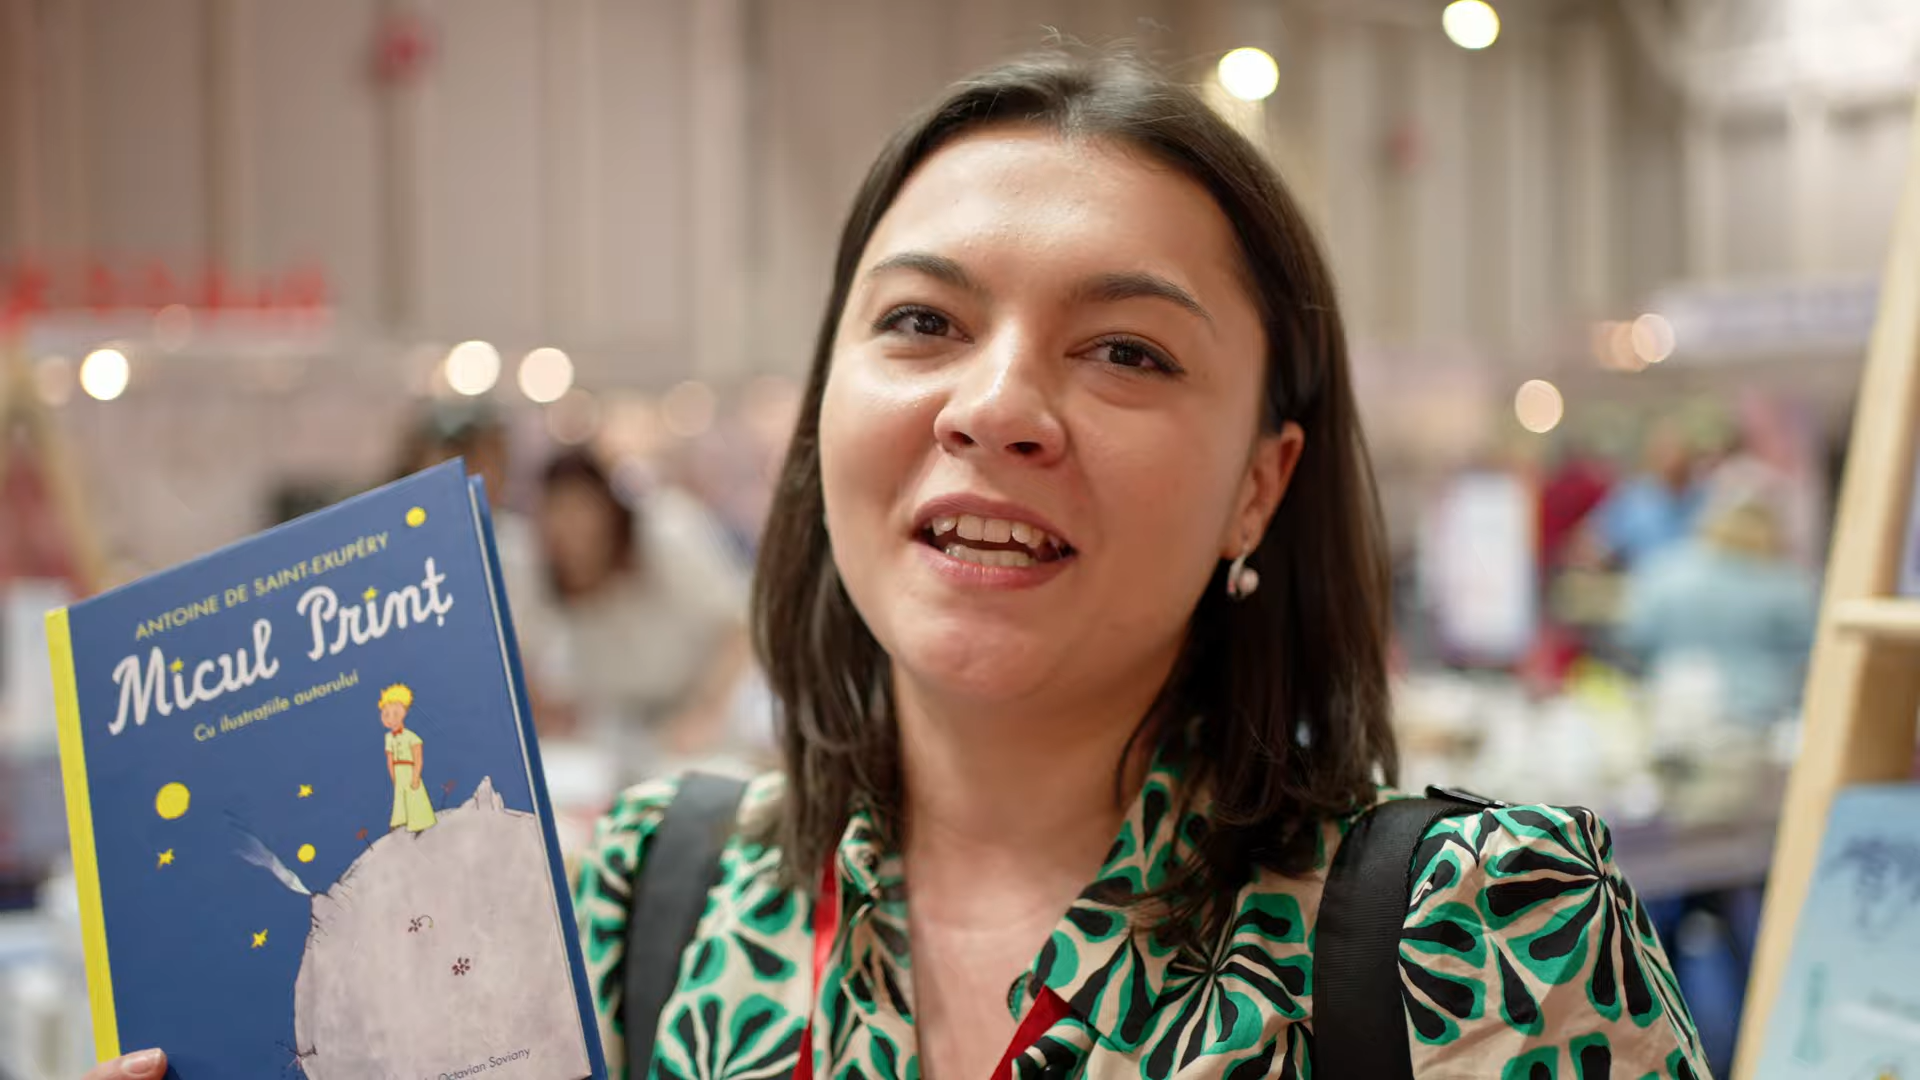 ANTOINE DE SAINT-EXUPÉRY
Micul Prinț
Cu ilustrațiile autorului
Octavian Soviany